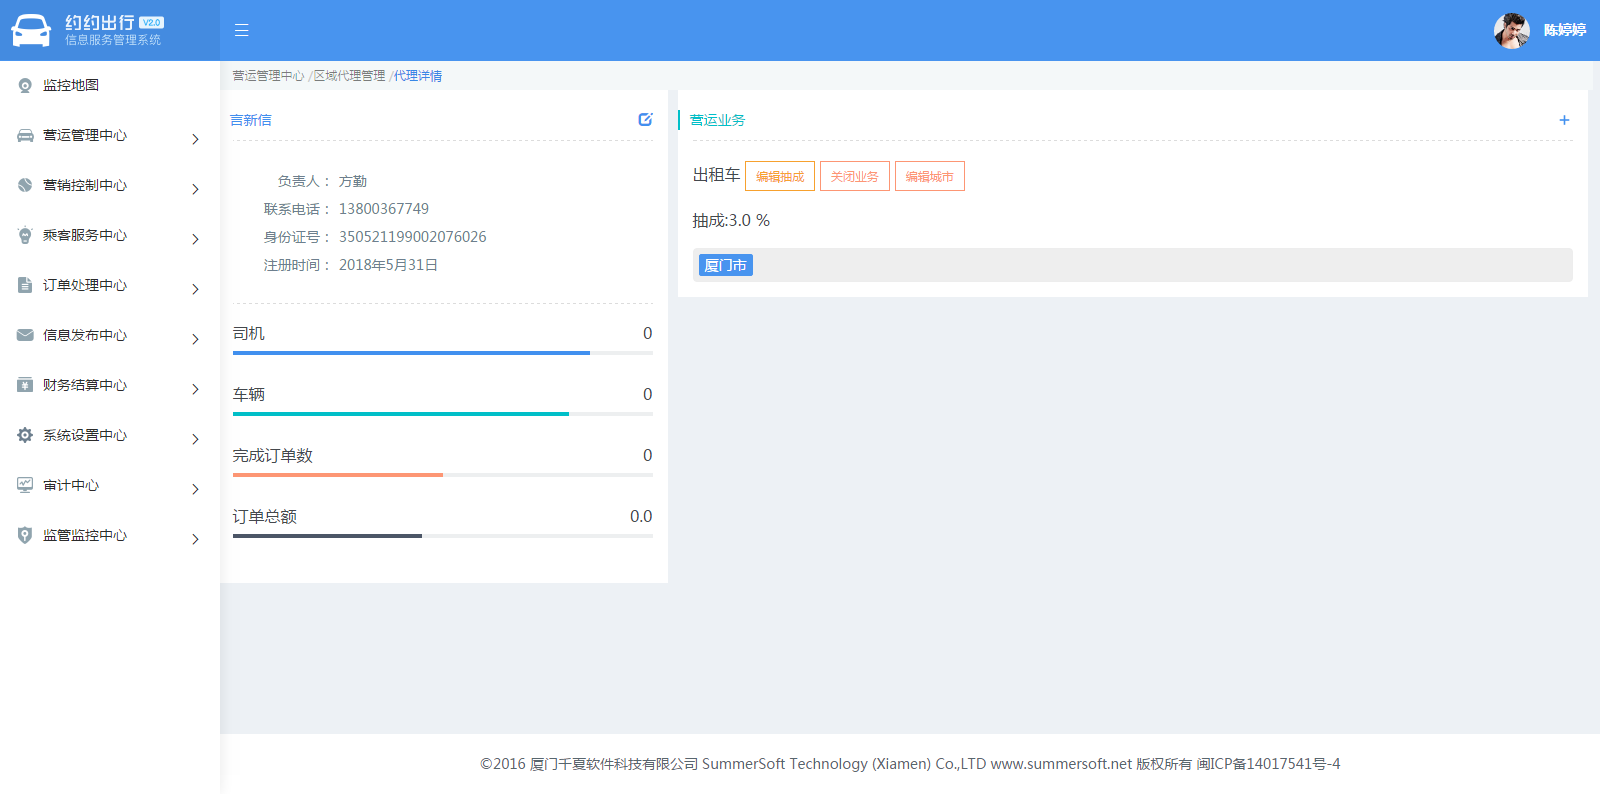 约约出行 V2.0
信息服务管理系统
陈婷婷
监控地图
营运管理中心
营销控制中心
乘客服务中心
订单处理中心
信息发布中心
财务结算中心
系统设置中心
审计中心
监管监控中心
营运管理中心 /区域代理管理 /代理详情
言新信
负责人： 方勤
联系电话： 13800367749
身份证号： 350521199002076026
注册时间： 2018年5月31日
司机 0
车辆 0
完成订单数 0
订单总额 0.0
营运业务 +
出租车 编辑抽成 关闭业务 编辑城市
抽成:3.0 %
厦门市
©2016 厦门千夏软件科技有限公司 SummerSoft Technology (Xiamen) Co.,LTD www.summersoft.net 版权所有 闽ICP备14017541号-4